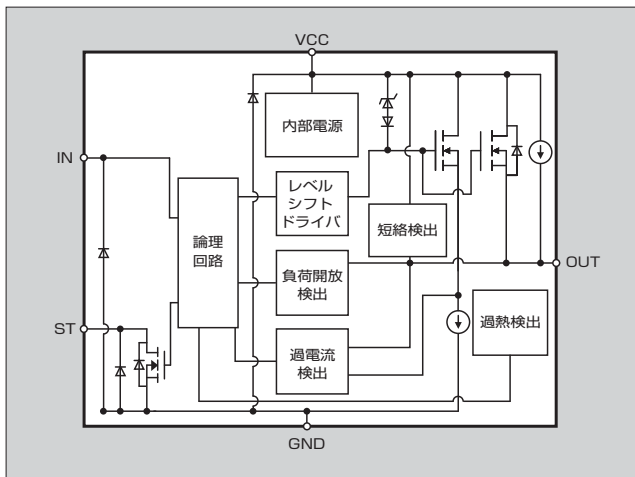 VCC
内部電源
IN
レベル
シフト
ドライバ
論理
回路
短絡検出
OUT
負荷開放
検出
ST
過熱検出
過電流
検出
GND